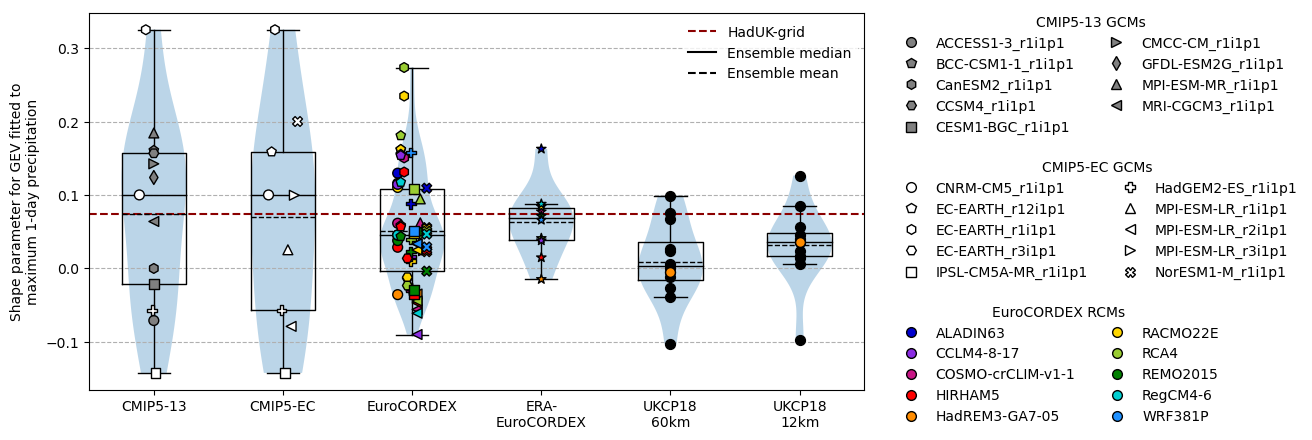 Shape parameter for GEV fitted to
maximum 1-day precipitation
0.3
0.2
0.1
0.0
−0.1
HadUK-grid
Ensemble median
Ensemble mean
CMIP5-13
CMIP5-EC
EuroCORDEX
ERA-
EuroCORDEX
UKCP18
60km
UKCP18
12km
CMIP5-13 GCMs
ACCESS1-3_r1i1p1
BCC-CSM1-1_r1i1p1
CanESM2_r1i1p1
CCSM4_r1i1p1
CESM1-BGC_r1i1p1
CMCC-CM_r1i1p1
GFDL-ESM2G_r1i1p1
MPI-ESM-MR_r1i1p1
MRI-CGCM3_r1i1p1
CMIP5-EC GCMs
CNRM-CM5_r1i1p1
EC-EARTH_r12i1p1
EC-EARTH_r1i1p1
EC-EARTH_r3i1p1
IPSL-CM5A-MR_r1i1p1
HadGEM2-ES_r1i1p1
MPI-ESM-LR_r1i1p1
MPI-ESM-LR_r2i1p1
MPI-ESM-LR_r3i1p1
NorESM1-M_r1i1p1
EuroCORDEX RCMs
ALADIN63
CCLM4-8-17
COSMO-crCLIM-v1-1
HIRHAM5
HadREM3-GA7-05
RACMO22E
RCA4
REMO2015
RegCM4-6
WRF381P